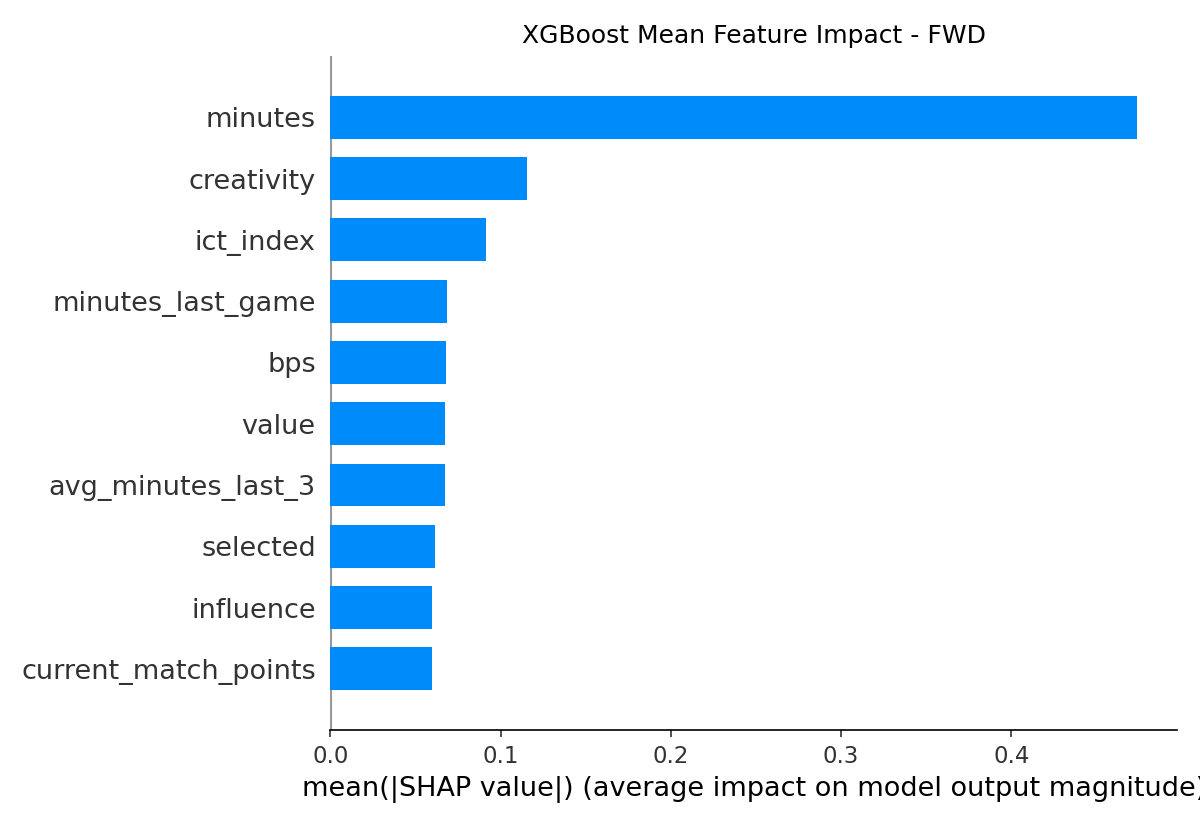 XGBoost Mean Feature Impact - FWD
minutes
creativity
ict_index
minutes_last_game
bps
value
avg_minutes_last_3
selected
influence
current_match_points
0.0 0.1 0.2 0.3 0.4
mean(|SHAP value|) (average impact on model output magnitude)